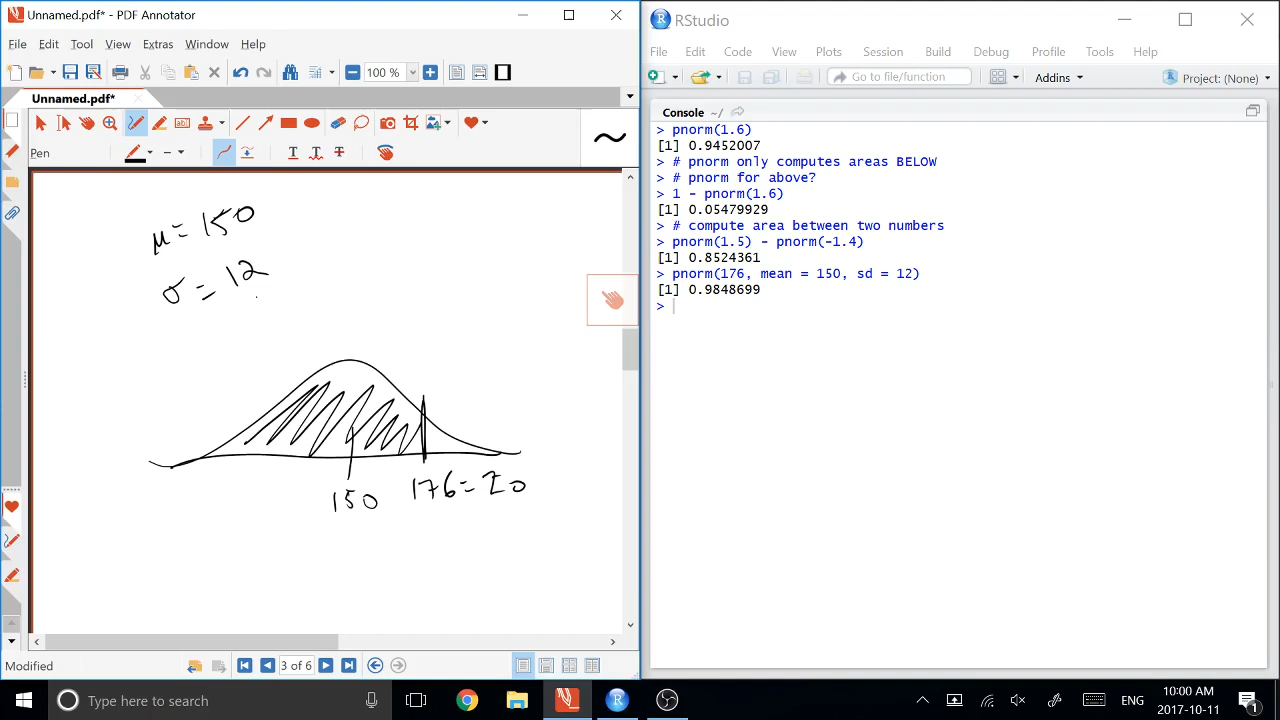 Unnamed.pdf* - PDF Annotator
File Edit Tool View Extras Window Help
100 %
Unnamed.pdf*
Pen
μ = 150
σ = 12
150
176 = z0
Modified
3 of 6
RStudio
File Edit Code View Plots Session Build Debug Profile Tools Help
Go to file/function
Addins
Project: (None)
Console ~/
> pnorm(1.6)
[1] 0.9452007
> # pnorm only computes areas BELOW
> # pnorm for above?
> 1 - pnorm(1.6)
[1] 0.05479929
> # compute area between two numbers
> pnorm(1.5) - pnorm(-1.4)
[1] 0.8524361
> pnorm(176, mean = 150, sd = 12)
[1] 0.9848699
>
Type here to search
ENG
10:00 AM
2017-10-11
1